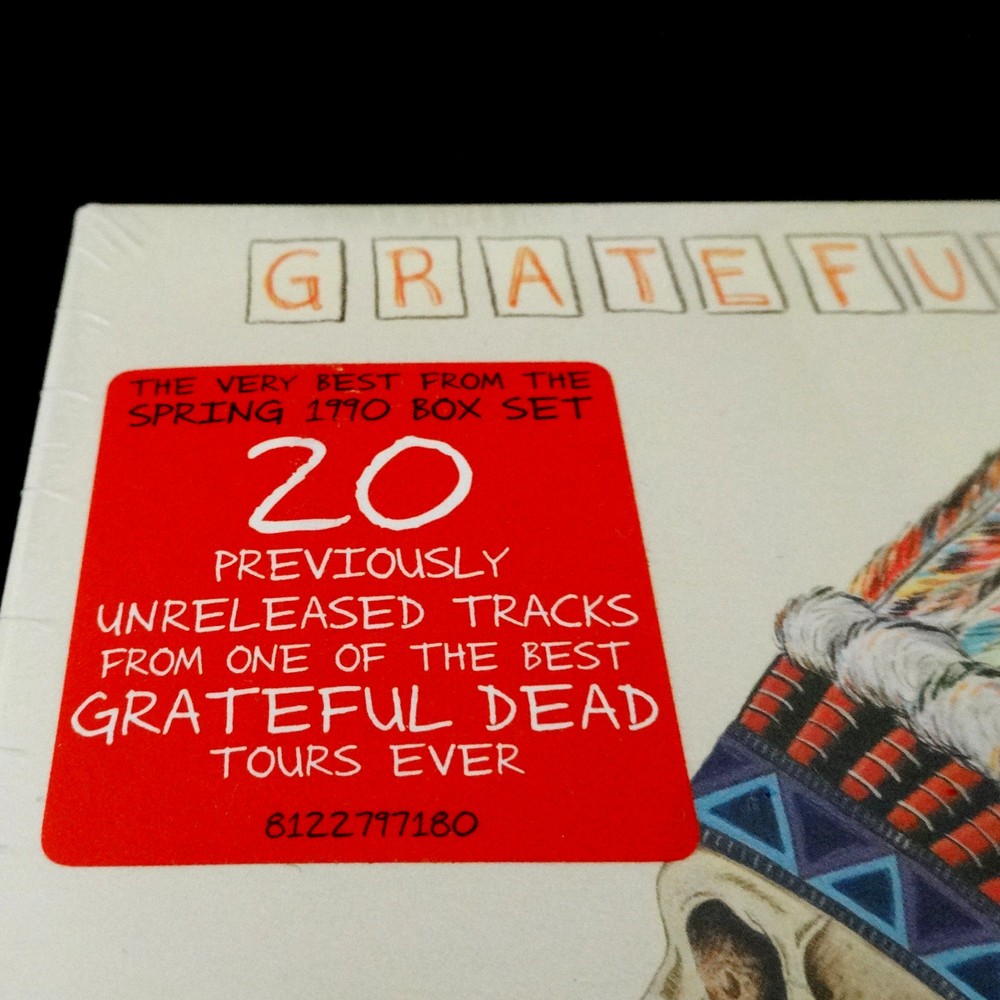 GRATEFU
THE VERY BEST FROM THE
SPRING 1990 BOX SET
20
PREVIOUSLY
UNRELEASED TRACKS
FROM ONE OF THE BEST
GRATEFUL DEAD
TOURS EVER
8122797180